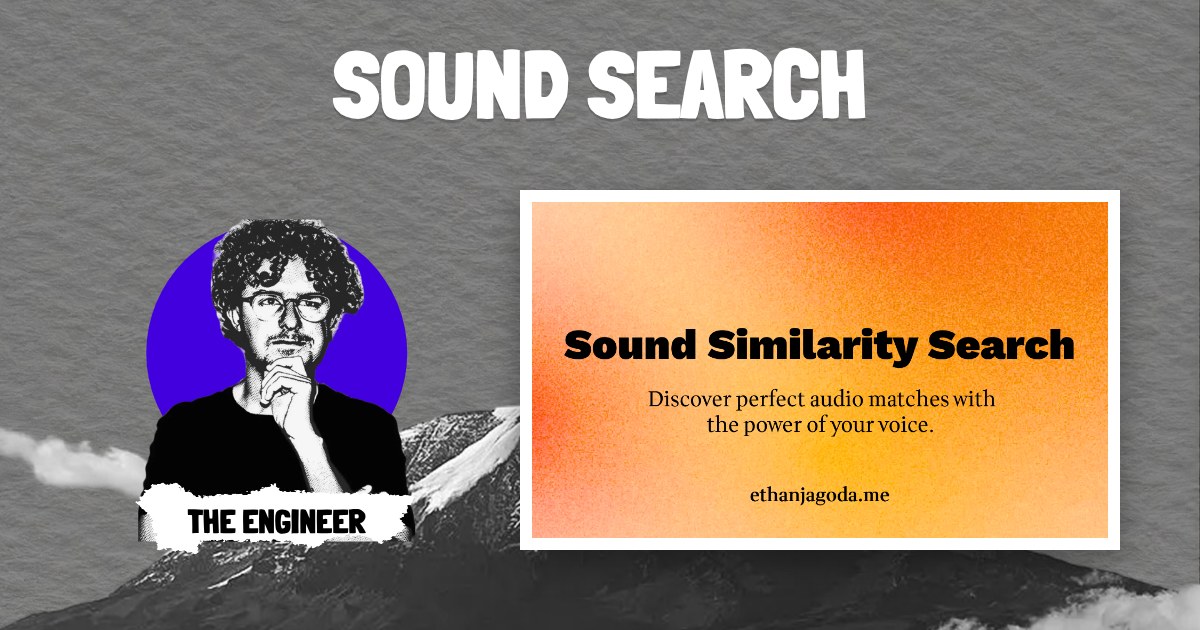 SOUND SEARCH
THE ENGINEER
Sound Similarity Search
Discover perfect audio matches with
the power of your voice.
ethanjagoda.me